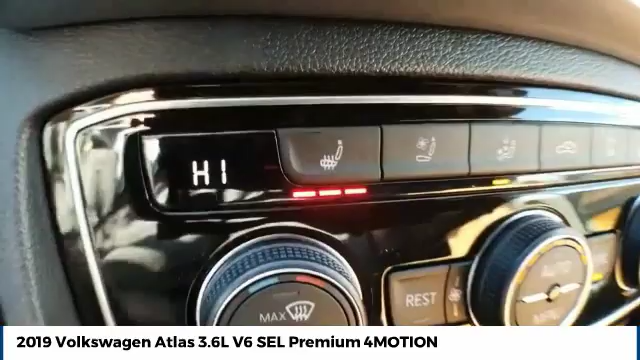 HI
MAX
REST
AUTO
2019 Volkswagen Atlas 3.6L V6 SEL Premium 4MOTION